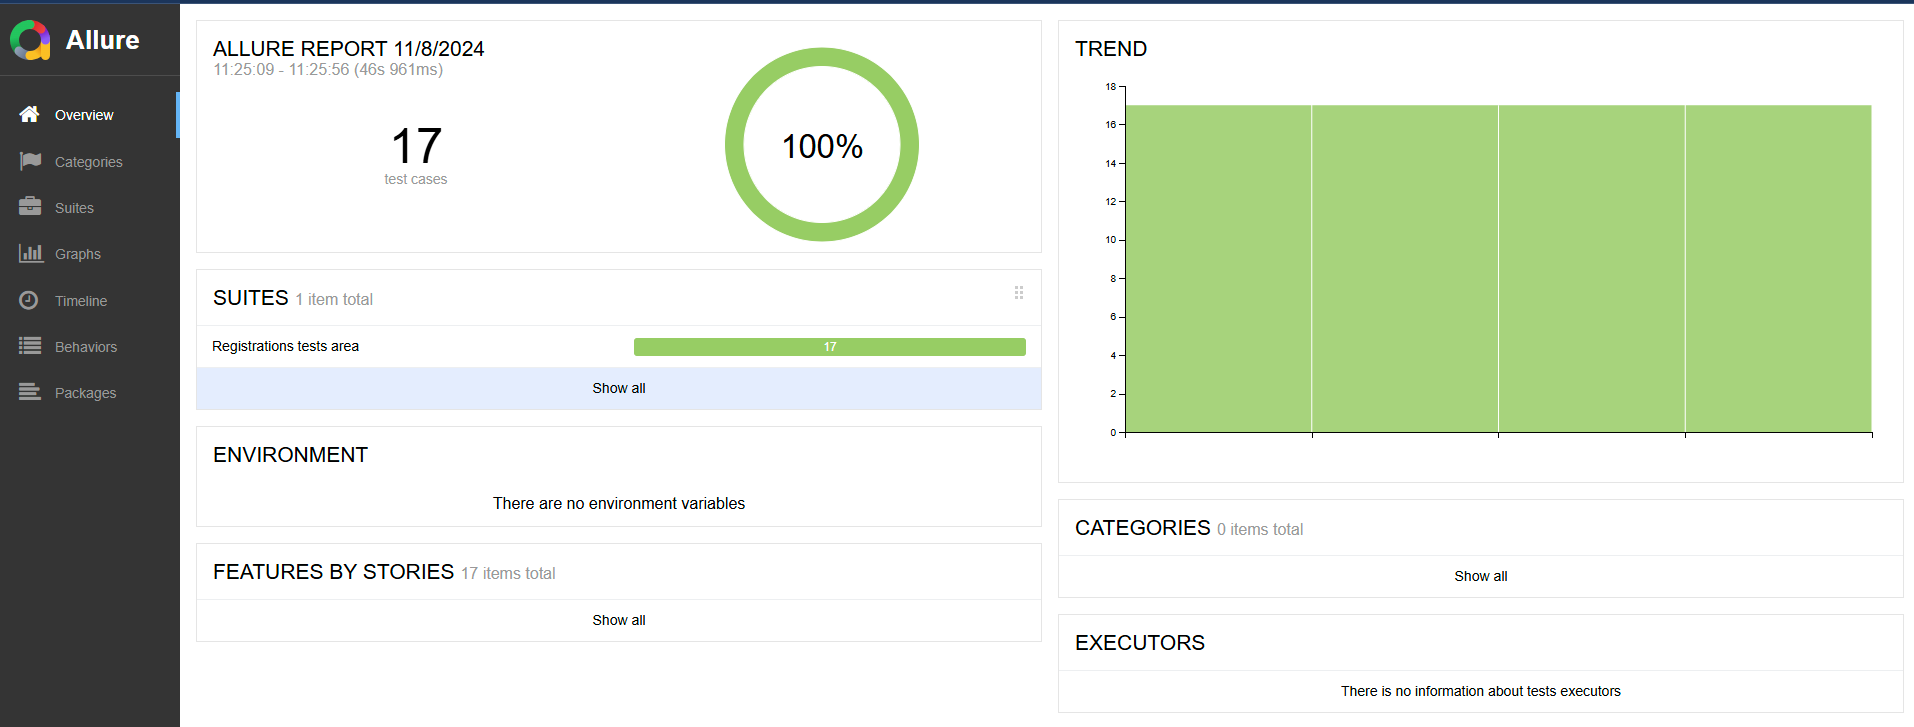 Allure
Overview
Categories
Suites
Graphs
Timeline
Behaviors
Packages
ALLURE REPORT 11/8/2024
11:25:09 - 11:25:56 (46s 961ms)
17
test cases
100%
SUITES 1 item total
Registrations tests area 17
Show all
ENVIRONMENT
There are no environment variables
FEATURES BY STORIES 17 items total
Show all
TREND
18
16
14
12
10
8
6
4
2
0
CATEGORIES 0 items total
Show all
EXECUTORS
There is no information about tests executors